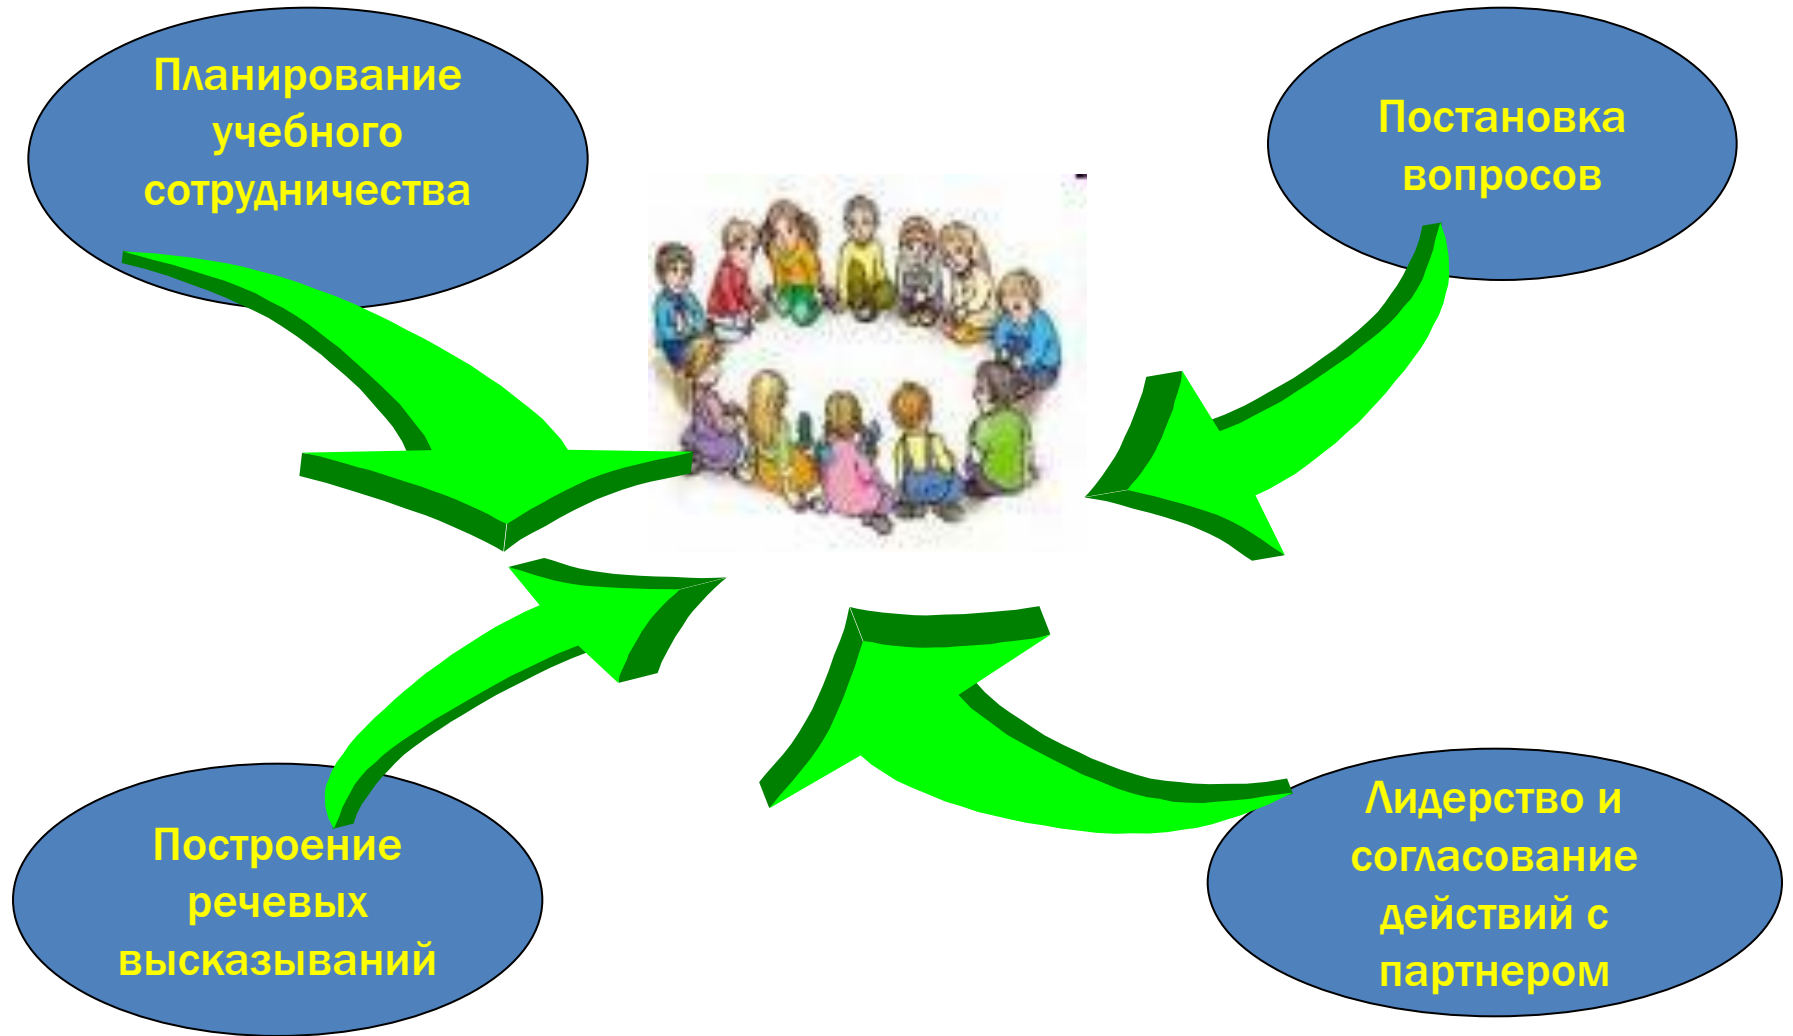 Планирование
учебного
сотрудничества
Постановка
вопросов
Построение
речевых
высказываний
Лидерство и
согласование
действий с
партнером